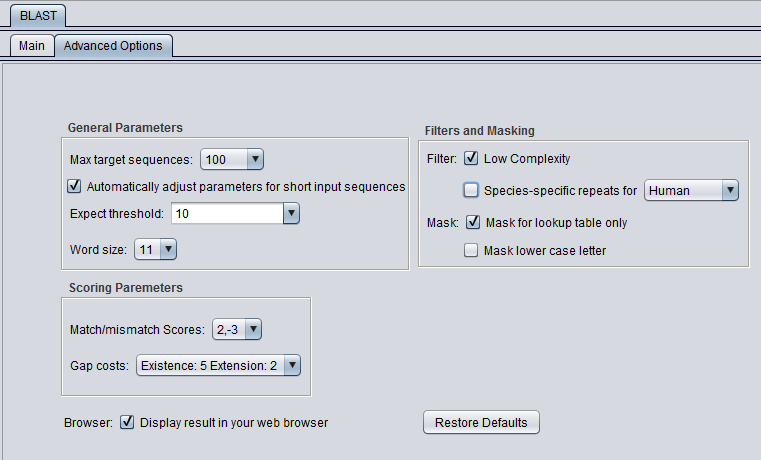 BLAST
Main Advanced Options
General Parameters
Max target sequences: 100
Automatically adjust parameters for short input sequences
Expect threshold: 10
Word size: 11
Filters and Masking
Filter: Low Complexity
Species-specific repeats for Human
Mask: Mask for lookup table only
Mask lower case letter
Scoring Paremeters
Match/mismatch Scores: 2,-3
Gap costs: Existence: 5 Extension: 2
Browser: Display result in your web browser
Restore Defaults